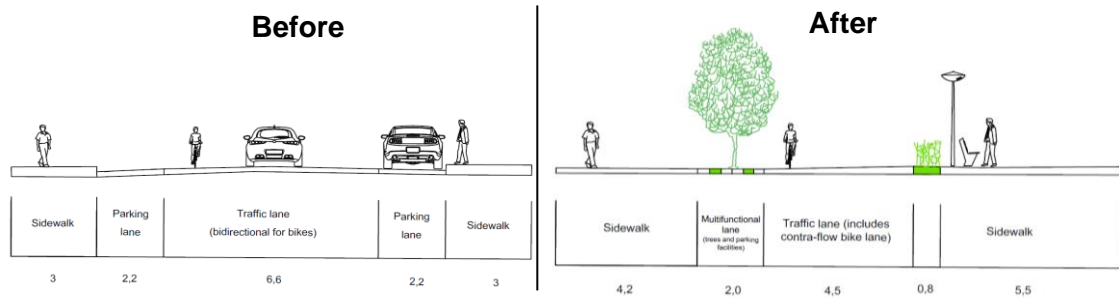 Before
Sidewalk
Parking
lane
Traffic lane
(bidirectional for bikes)
Parking
lane
Sidewalk
3
2,2
6,6
2,2
3
After
Sidewalk
Multifunctional
lane
(trees and parking
facilities)
Traffic lane (includes
contra-flow bike lane)
Sidewalk
4,2
2,0
4,5
0,8
5,5